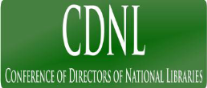 CDNL
CONFERENCE OF DIRECTORS OF NATIONAL LIBRARIES